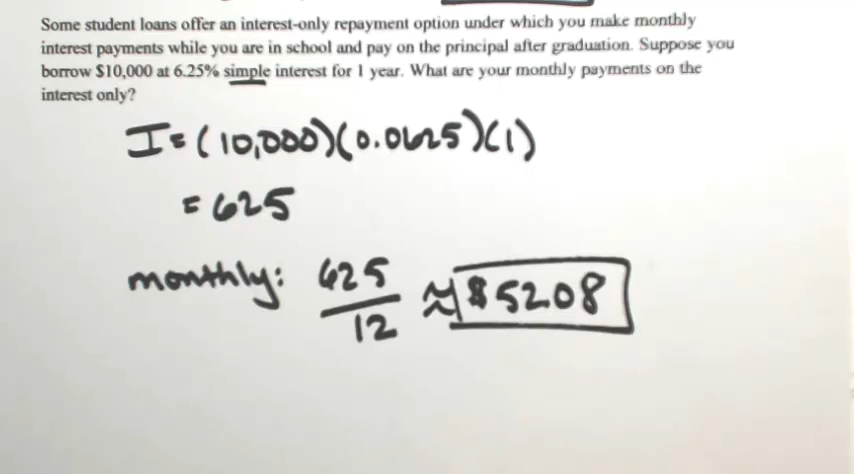 Some student loans offer an interest-only repayment option under which you make monthly
interest payments while you are in school and pay on the principal after graduation. Suppose you
borrow $10,000 at 6.25% simple interest for 1 year. What are your monthly payments on the
interest only?
I = (10,000)(0.0625)(1)
= 625
monthly: 625/12 ≈ $5208